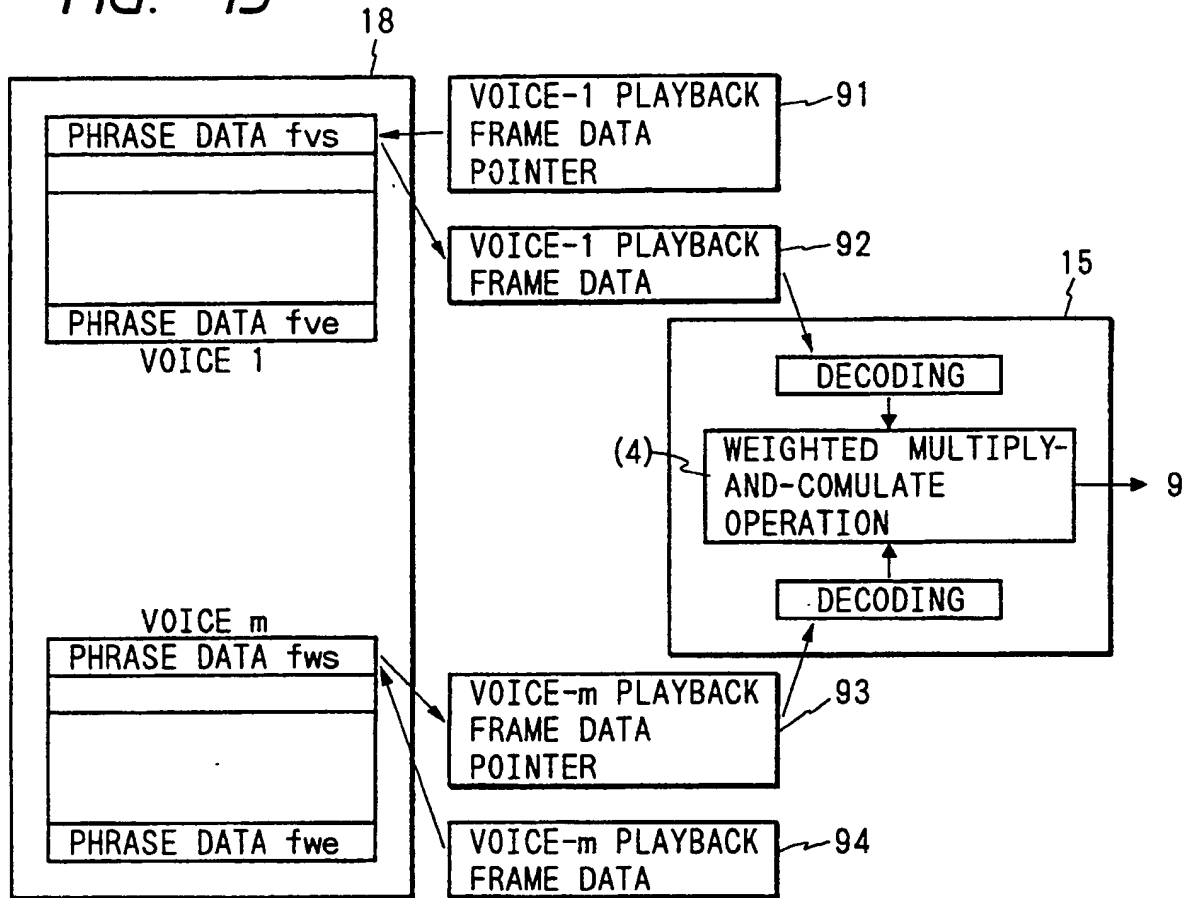 18
PHRASE DATA fvs
PHRASE DATA fve
VOICE 1
VOICE m
PHRASE DATA fws
PHRASE DATA fwe
VOICE-1 PLAYBACK
FRAME DATA
POINTER
91
VOICE-1 PLAYBACK
FRAME DATA
92
15
DECODING
(4)
WEIGHTED MULTIPLY-
AND-COMULATE
OPERATION
9
DECODING
VOICE-m PLAYBACK
FRAME DATA
POINTER
93
VOICE-m PLAYBACK
FRAME DATA
94